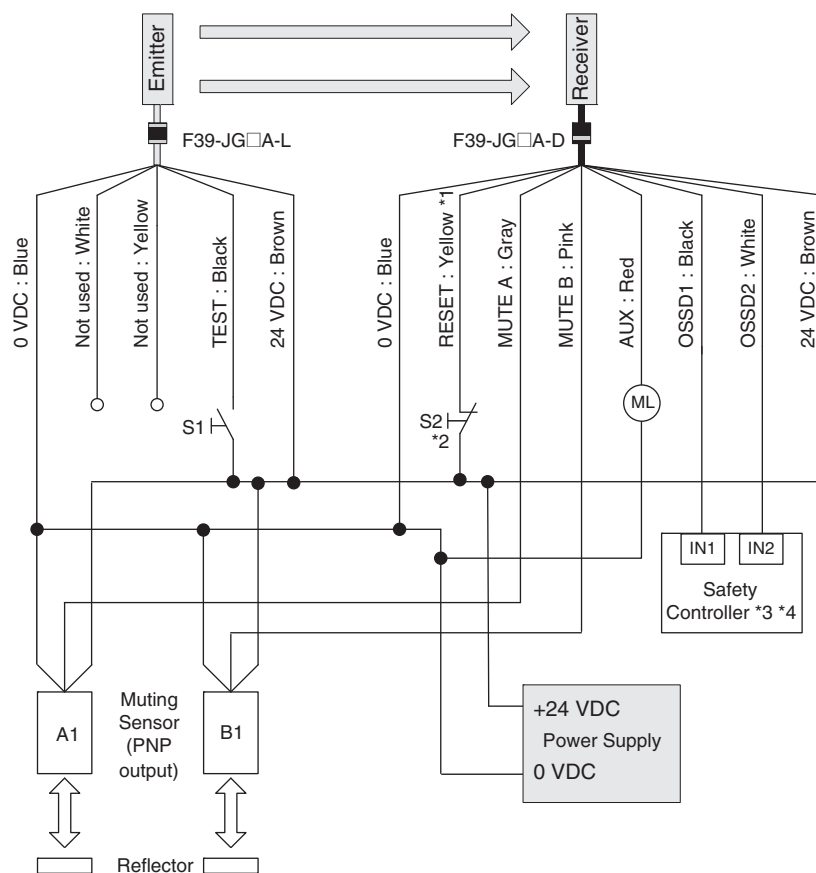 Emitter
Receiver
F39-JG□A-L
F39-JG□A-D
0 VDC : Blue
Not used : White
Not used : Yellow
TEST : Black
24 VDC : Brown
0 VDC : Blue
RESET : Yellow *1
MUTE A : Gray
MUTE B : Pink
AUX : Red
OSSD1 : Black
OSSD2 : White
24 VDC : Brown
S1
S2
*2
ML
IN1
IN2
Safety
Controller *3 *4
A1
Muting
Sensor
(PNP
output)
B1
+24 VDC
Power Supply
0 VDC
Reflector